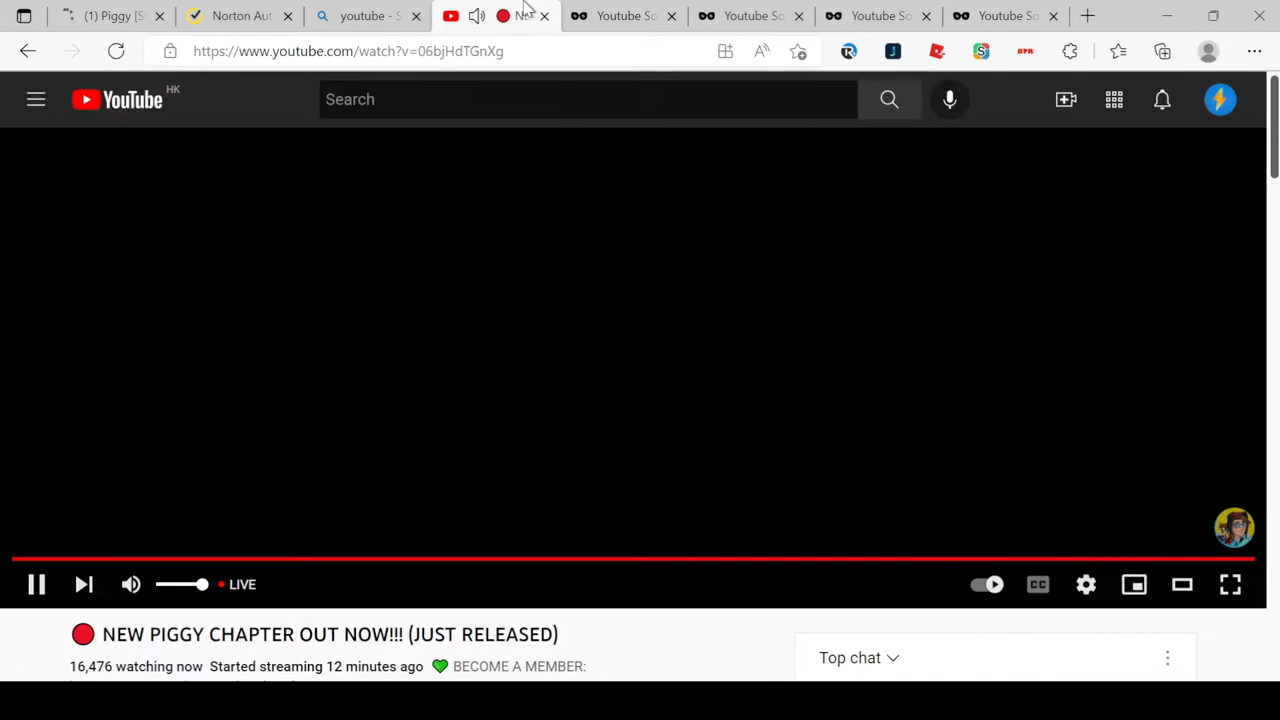 (1) Piggy [S
Norton Aut
youtube - S
N
Youtube So
Youtube So
Youtube So
Youtube So
https://www.youtube.com/watch?v=06bjHdTGnXg
YouTube HK
Search
LIVE
CC
NEW PIGGY CHAPTER OUT NOW!!! (JUST RELEASED)
16,476 watching now Started streaming 12 minutes ago 💚 BECOME A MEMBER:
Top chat